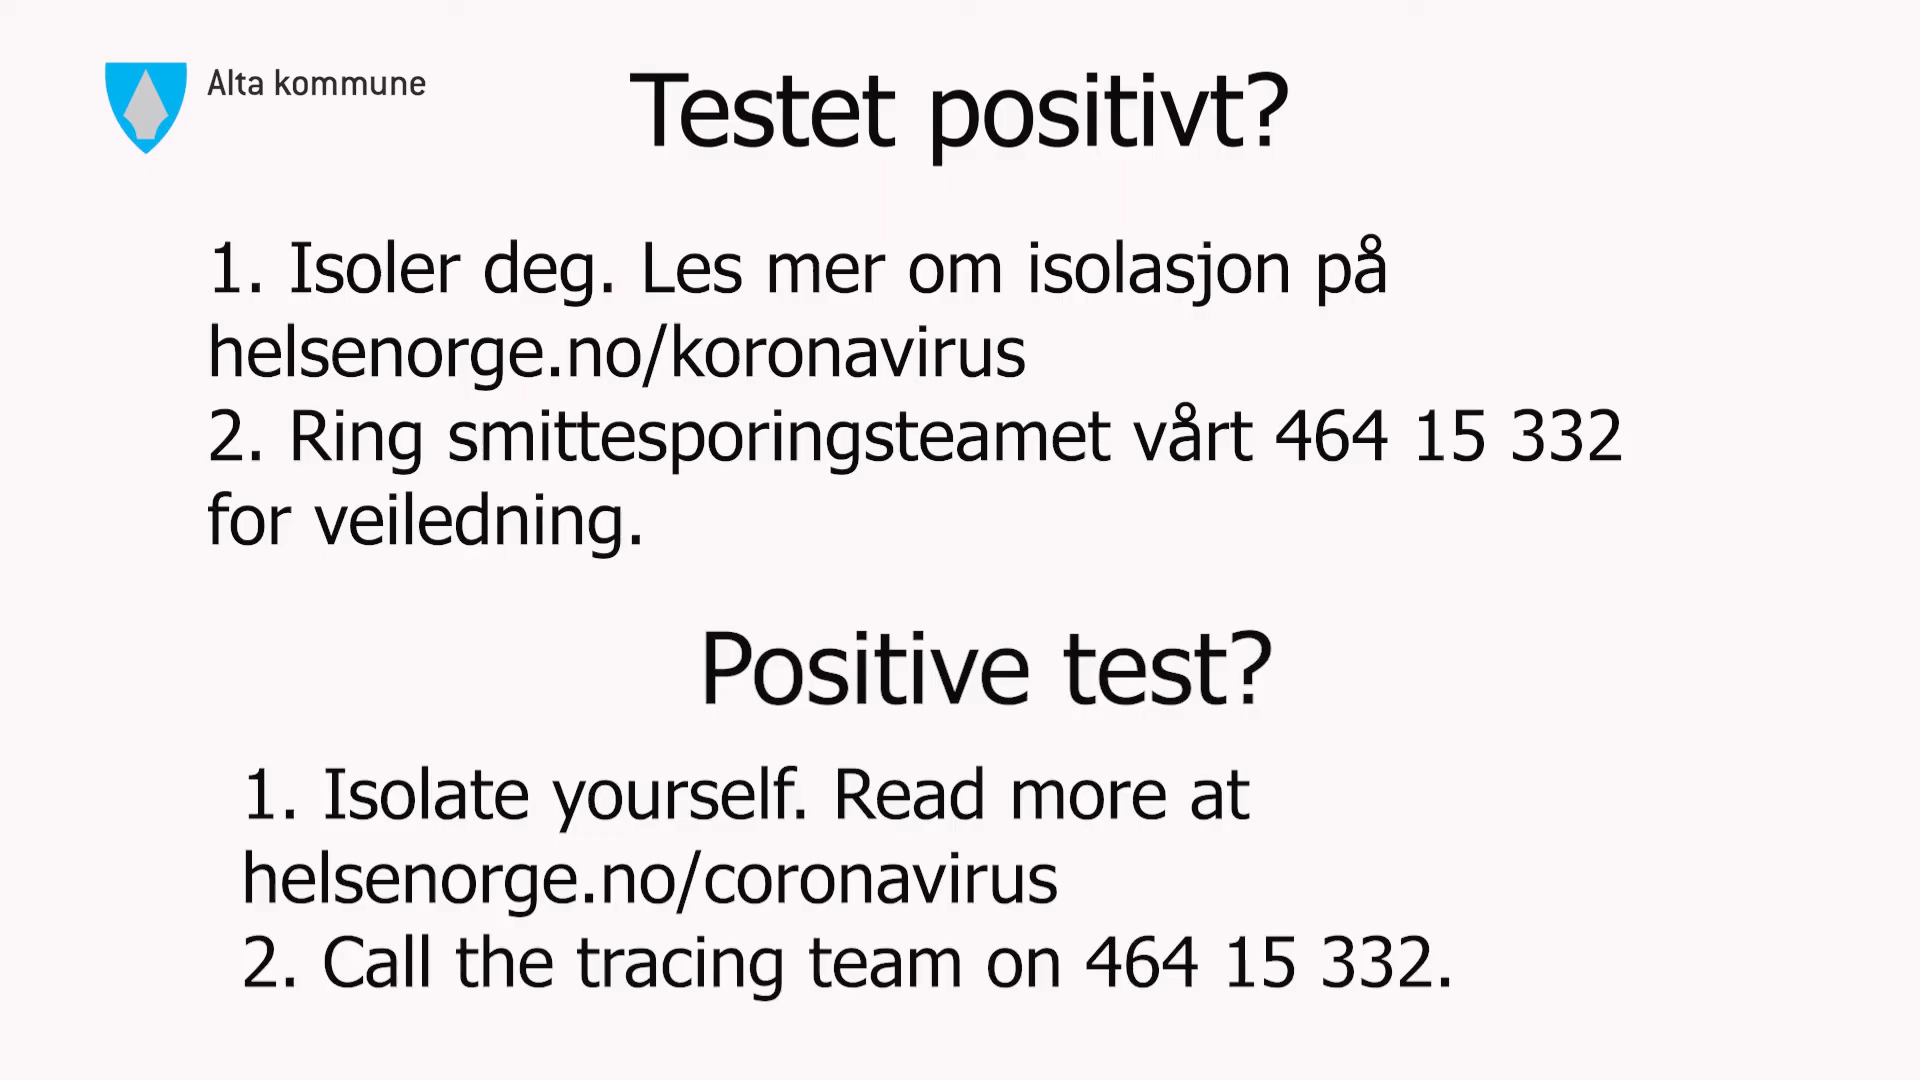 Alta kommune
Testet positivt?
1. Isoler deg. Les mer om isolasjon på
helsenorge.no/koronavirus
2. Ring smittesporingsteamet vårt 464 15 332
for veiledning.
Positive test?
1. Isolate yourself. Read more at
helsenorge.no/coronavirus
2. Call the tracing team on 464 15 332.